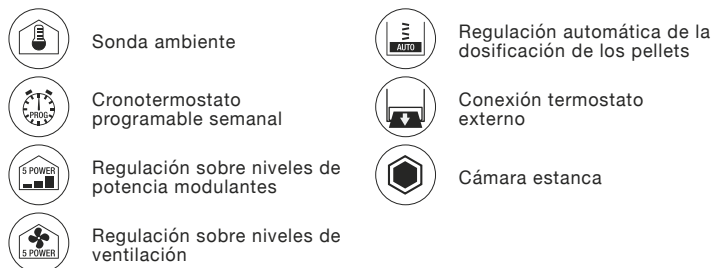 Sonda ambiente
PROG.
Cronotermostato
programable semanal
5 POWER
Regulación sobre niveles de
potencia modulantes
5 POWER
Regulación sobre niveles de
ventilación
AUTO
Regulación automática de la
dosificación de los pellets
Conexión termostato
externo
Cámara estanca